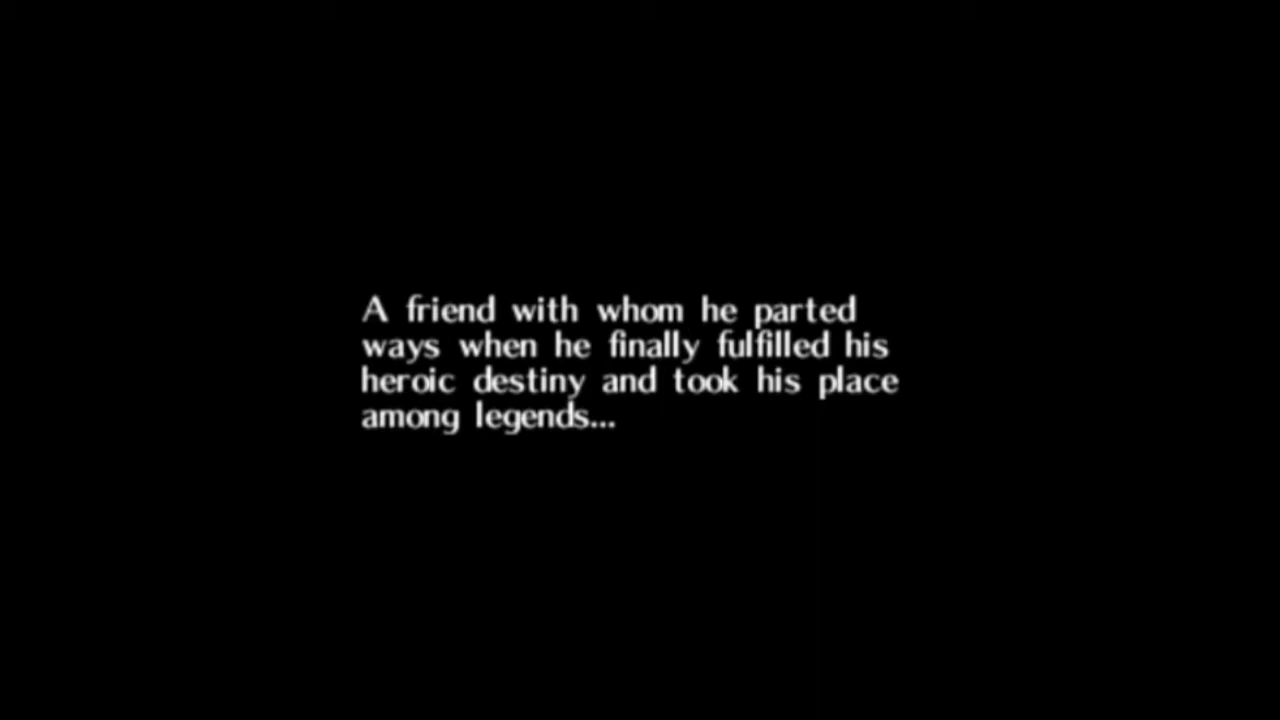 A friend with whom he parted
ways when he finally fulfilled his
heroic destiny and took his place
among legends...